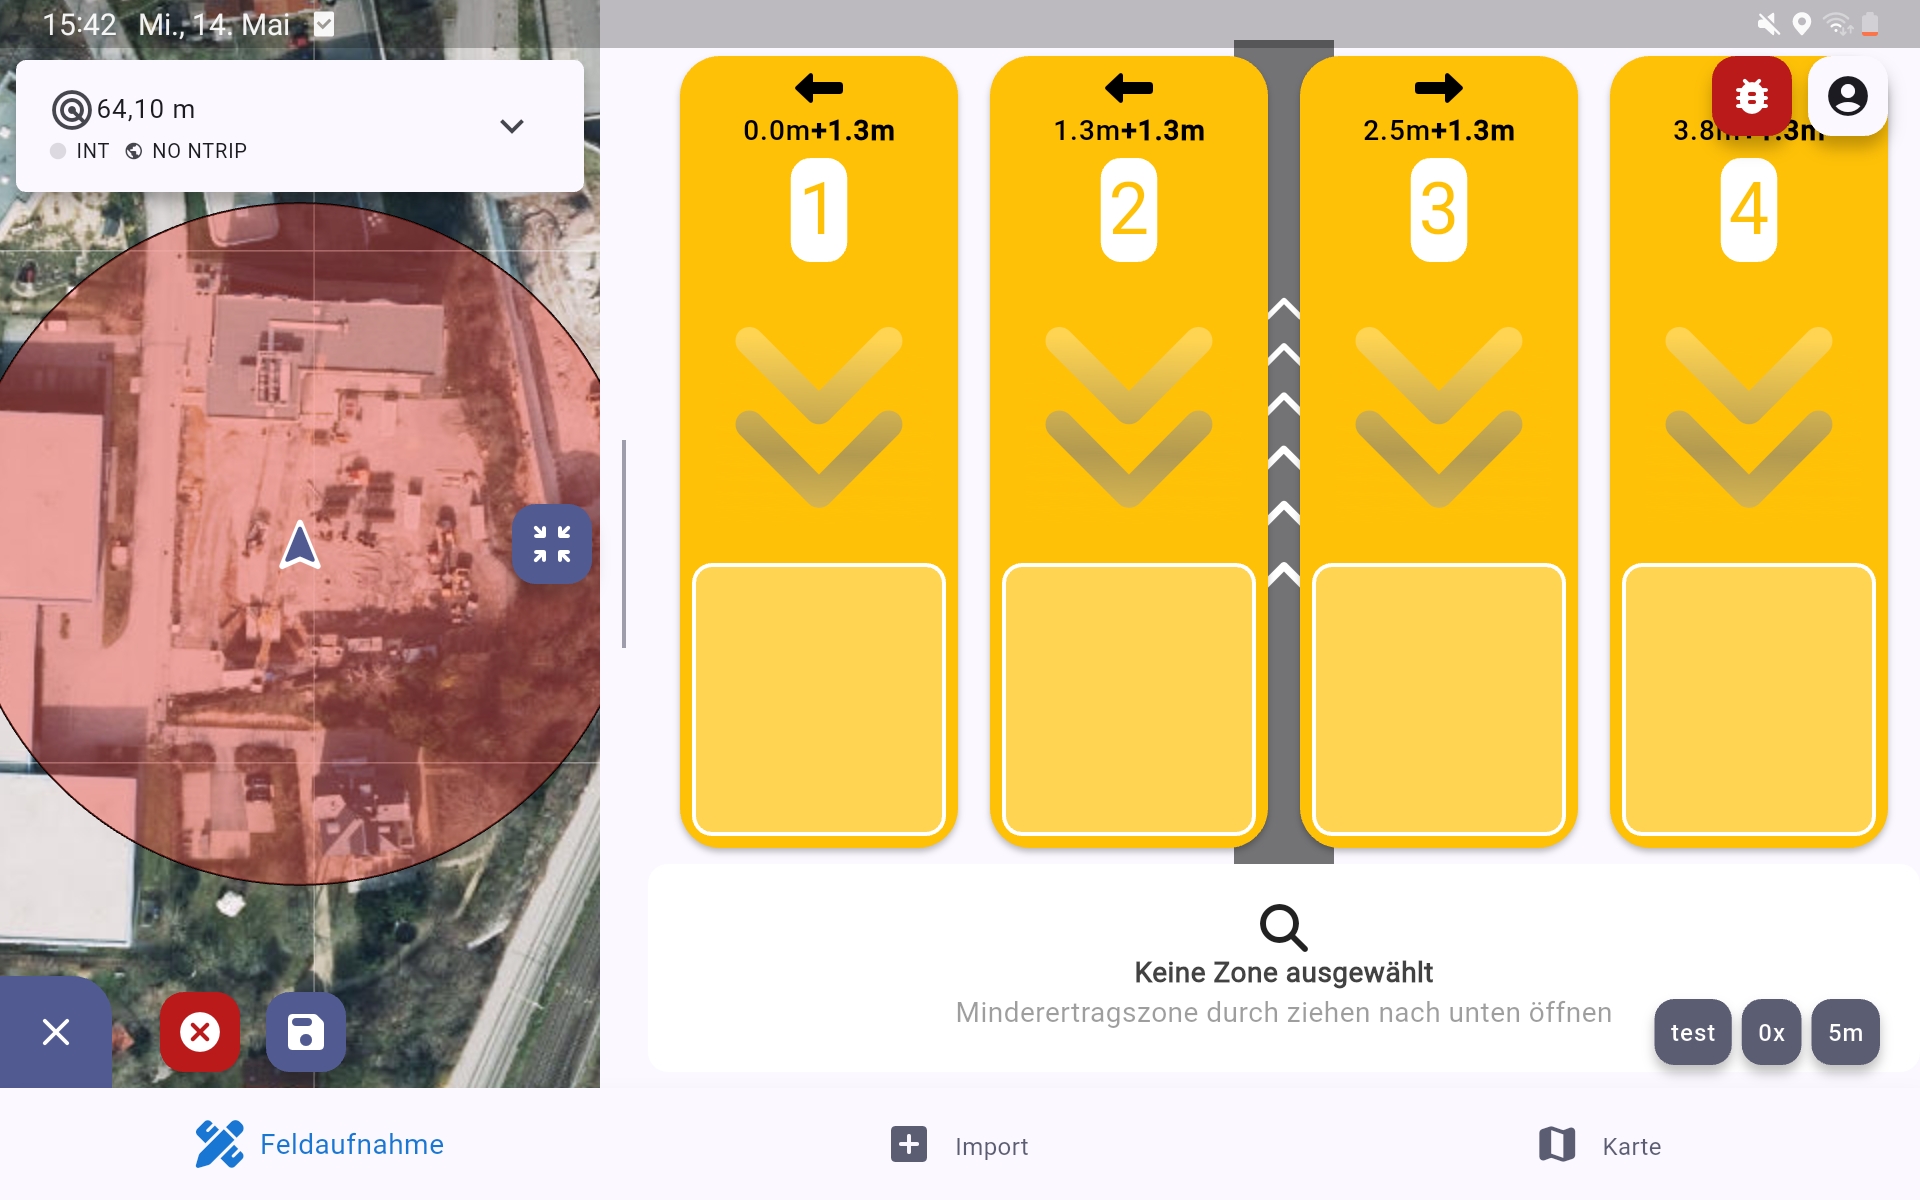 15:42 Mi., 14. Mai
64,10 m
INT NO NTRIP
0.0m+1.3m
1
1.3m+1.3m
2
2.5m+1.3m
3
3.8m+1.3m
4
Keine Zone ausgewählt
Minderertragszone durch ziehen nach unten öffnen
test 0x 5m
Feldaufnahme Import Karte